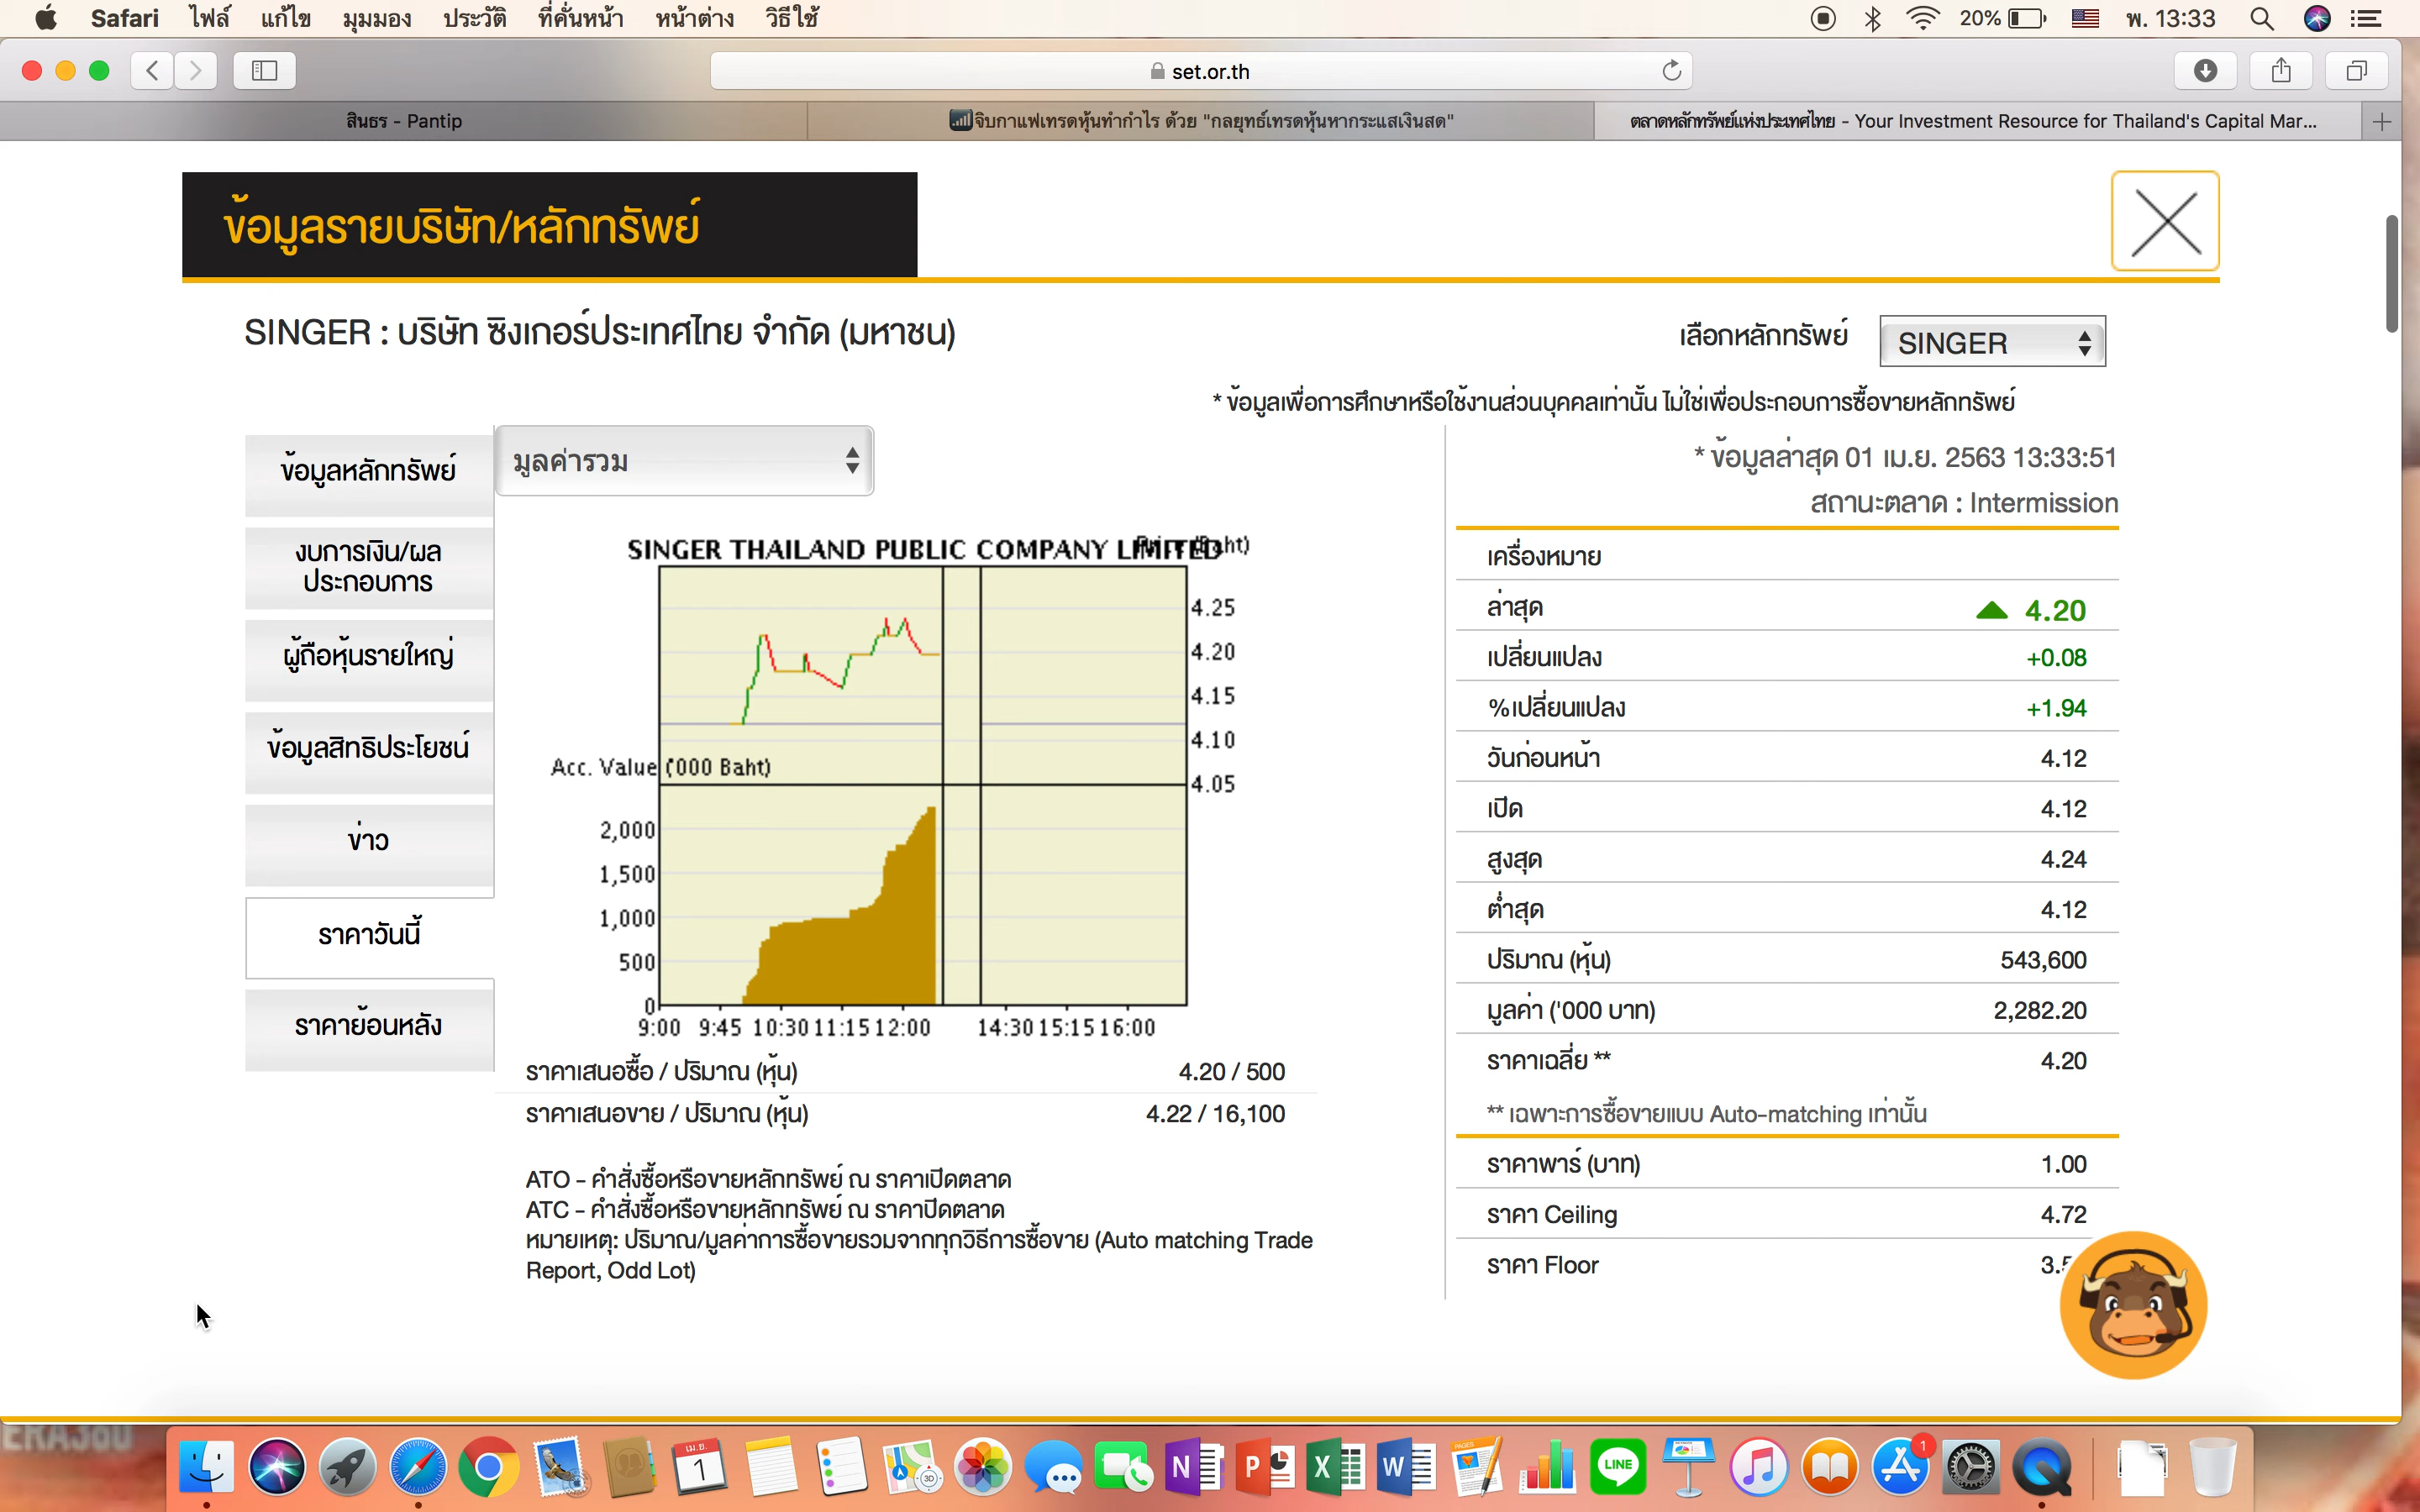 Safari ไฟล์ แก้ไข มุมมอง ประวัติ ที่คั่นหน้า หน้าต่าง วิธีใช้ 20% พ. 13:33
set.or.th
สินธร - Pantip
จิบกาแฟเทรดหุ้นทำกำไร ด้วย "กลยุทธ์เทรดหุ้นหากระแสเงินสด"
ตลาดหลักทรัพย์แห่งประเทศไทย - Your Investment Resource for Thailand's Capital Mar...
ข้อมูลรายบริษัท/หลักทรัพย์
SINGER : บริษัท ซิงเกอร์ประเทศไทย จำกัด (มหาชน)
เลือกหลักทรัพย์ SINGER
* ข้อมูลเพื่อการศึกษาหรือใช้งานส่วนบุคคลเท่านั้น ไม่ใช่เพื่อประกอบการซื้อขายหลักทรัพย์
ข้อมูลหลักทรัพย์
งบการเงิน/ผล
ประกอบการ
ผู้ถือหุ้นรายใหญ่
ข้อมูลสิทธิประโยชน์
ข่าว
ราคาวันนี้
ราคาย้อนหลัง
มูลค่ารวม
SINGER THAILAND PUBLIC COMPANY LIMITED
4.25
4.20
4.15
4.10
4.05
Acc. Value ('000 Baht)
2,000
1,500
1,000
500
0
9:00 9:45 10:30 11:15 12:00 14:30 15:15 16:00
ราคาเสนอซื้อ / ปริมาณ (หุ้น) 4.20 / 500
ราคาเสนอขาย / ปริมาณ (หุ้น) 4.22 / 16,100
ATO - คำสั่งซื้อหรือขายหลักทรัพย์ ณ ราคาเปิดตลาด
ATC - คำสั่งซื้อหรือขายหลักทรัพย์ ณ ราคาปิดตลาด
หมายเหตุ: ปริมาณ/มูลค่าการซื้อขายรวมจากทุกวิธีการซื้อขาย (Auto matching Trade
Report, Odd Lot)
* ข้อมูลล่าสุด 01 เม.ย. 2563 13:33:51
สถานะตลาด : Intermission
เครื่องหมาย
ล่าสุด 4.20
เปลี่ยนแปลง +0.08
%เปลี่ยนแปลง +1.94
วันก่อนหน้า 4.12
เปิด 4.12
สูงสุด 4.24
ต่ำสุด 4.12
ปริมาณ (หุ้น) 543,600
มูลค่า ('000 บาท) 2,282.20
ราคาเฉลี่ย ** 4.20
** เฉพาะการซื้อขายแบบ Auto-matching เท่านั้น
ราคาพาร์ (บาท) 1.00
ราคา Ceiling 4.72
ราคา Floor
ERA360
เม.ย.
1
3D
N
P
X
W
PAGES
LINE
1